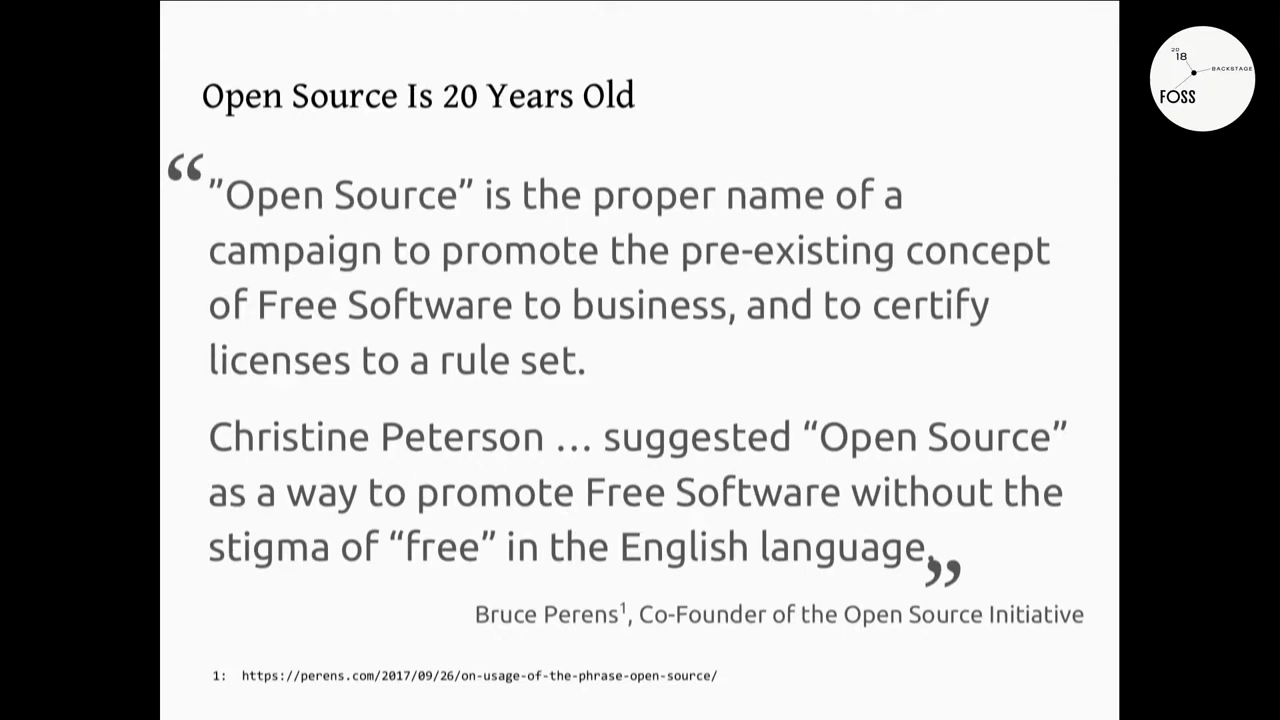 Open Source Is 20 Years Old
“
”Open Source” is the proper name of a
campaign to promote the pre-existing concept
of Free Software to business, and to certify
licenses to a rule set.
Christine Peterson … suggested “Open Source”
as a way to promote Free Software without the
stigma of “free” in the English language.
”
Bruce Perens¹, Co-Founder of the Open Source Initiative
1: https://perens.com/2017/09/26/on-usage-of-the-phrase-open-source/
20
18
BACKSTAGE
FOSS